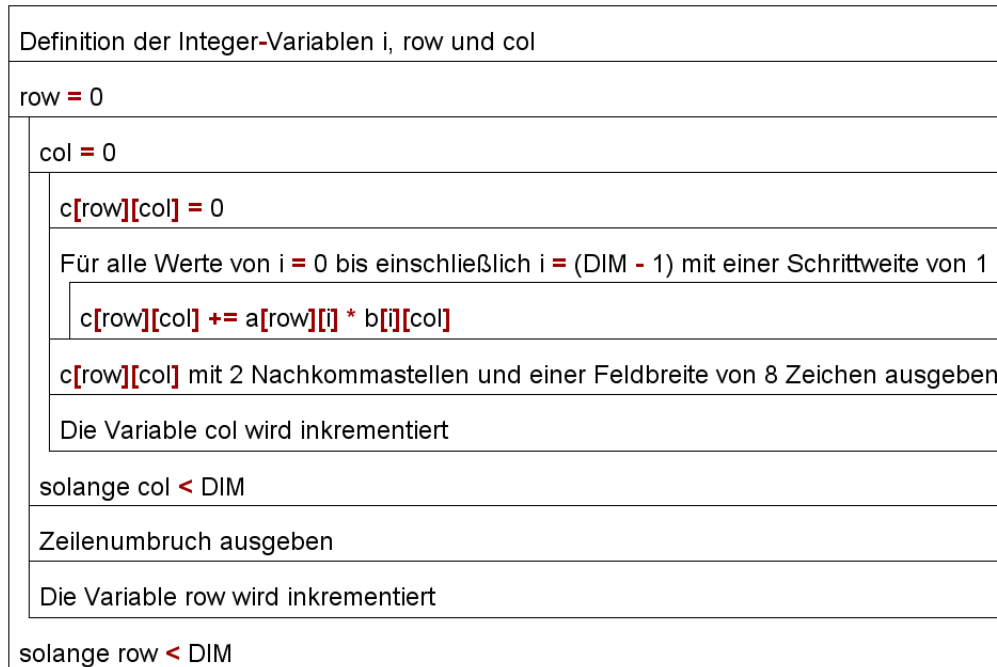 Definition der Integer-Variablen i, row und col
row = 0
col = 0
c[row][col] = 0
Für alle Werte von i = 0 bis einschließlich i = (DIM - 1) mit einer Schrittweite von 1
c[row][col] += a[row][i] * b[i][col]
c[row][col] mit 2 Nachkommastellen und einer Feldbreite von 8 Zeichen ausgeben
Die Variable col wird inkrementiert
solange col < DIM
Zeilenumbruch ausgeben
Die Variable row wird inkrementiert
solange row < DIM